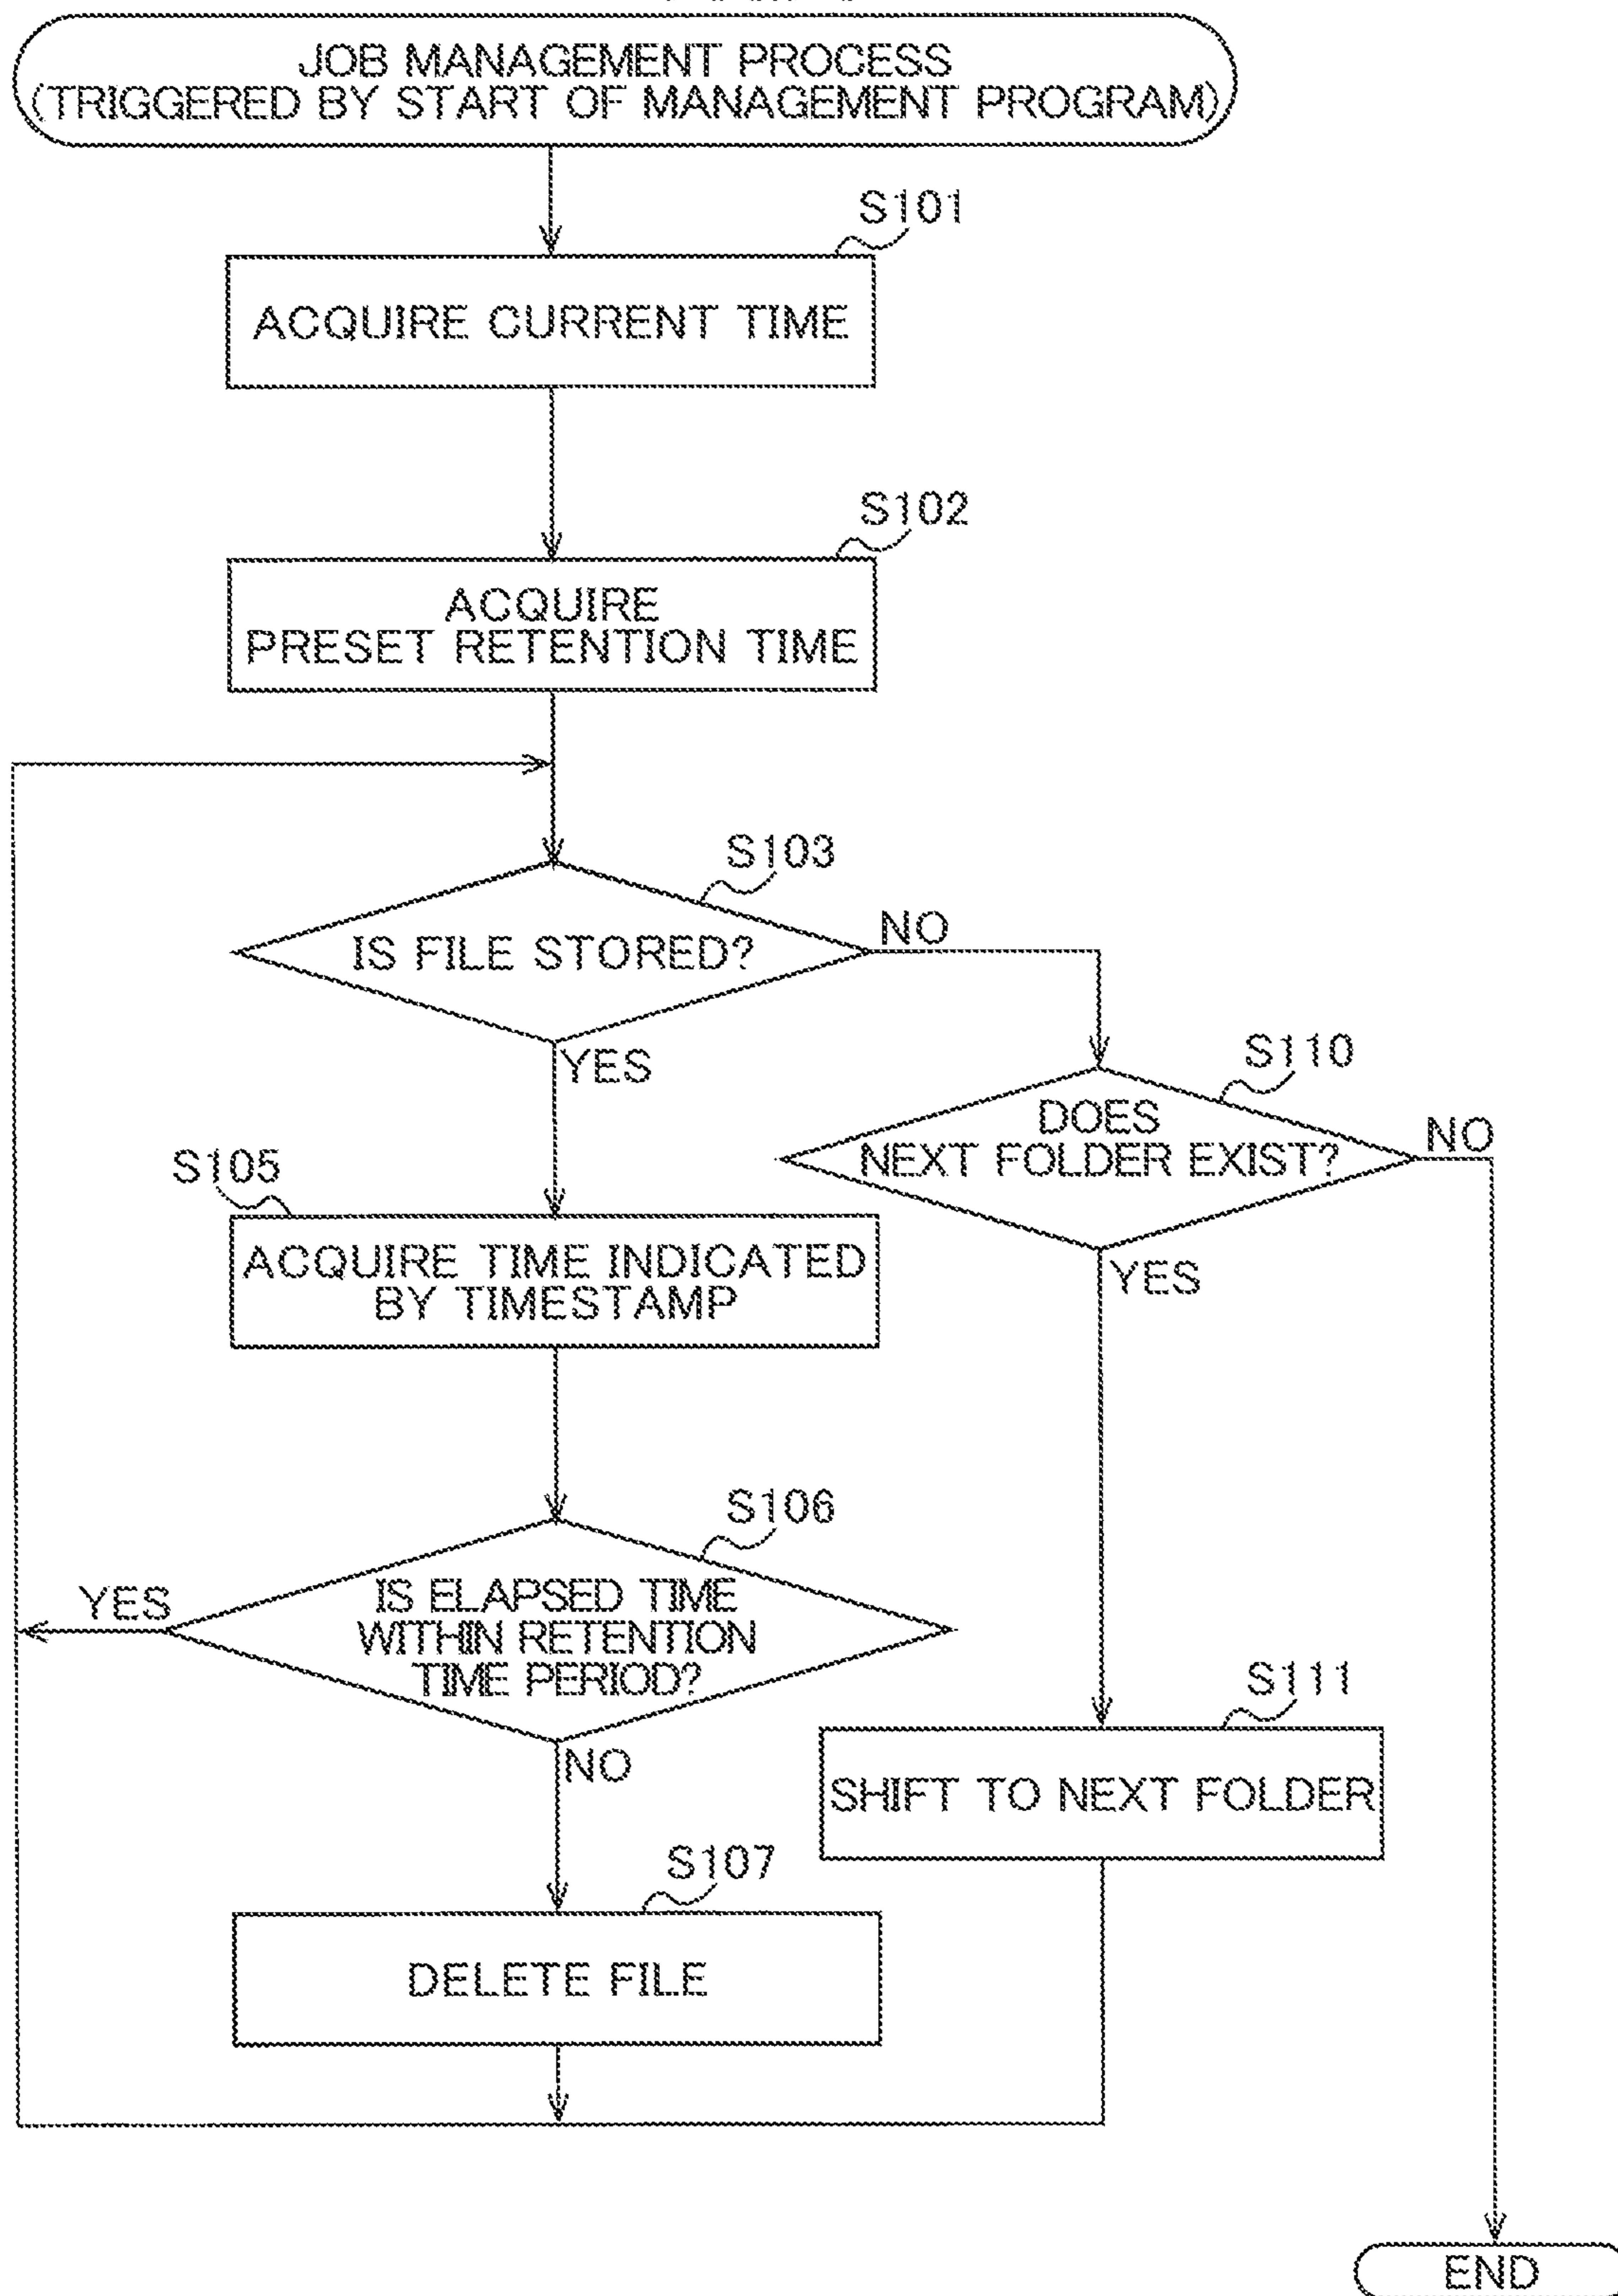 JOB MANAGEMENT PROCESS
(TRIGGERED BY START OF MANAGEMENT PROGRAM)
S101
ACQUIRE CURRENT TIME
S102
ACQUIRE
PRESET RETENTION TIME
S103
IS FILE STORED?
NO
YES
S110
DOES
NEXT FOLDER EXIST?
NO
YES
S105
ACQUIRE TIME INDICATED
BY TIMESTAMP
S106
IS ELAPSED TIME
WITHIN RETENTION
TIME PERIOD?
YES
NO
S111
SHIFT TO NEXT FOLDER
S107
DELETE FILE
END